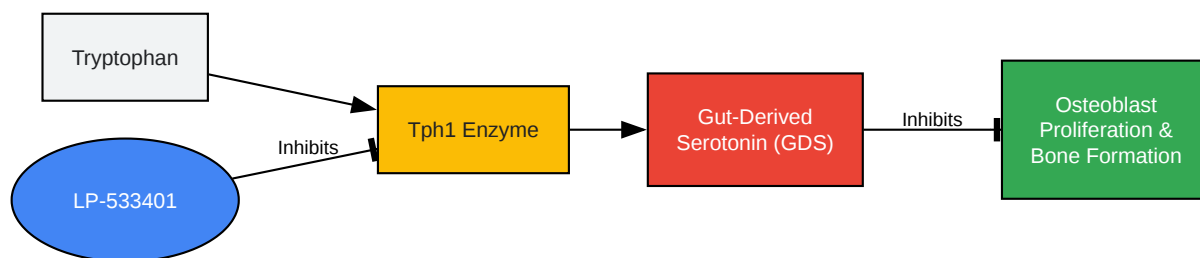 Tryptophan
LP-533401
Inhibits
Tph1 Enzyme
Gut-Derived
Serotonin (GDS)
Inhibits
Osteoblast
Proliferation &
Bone Formation